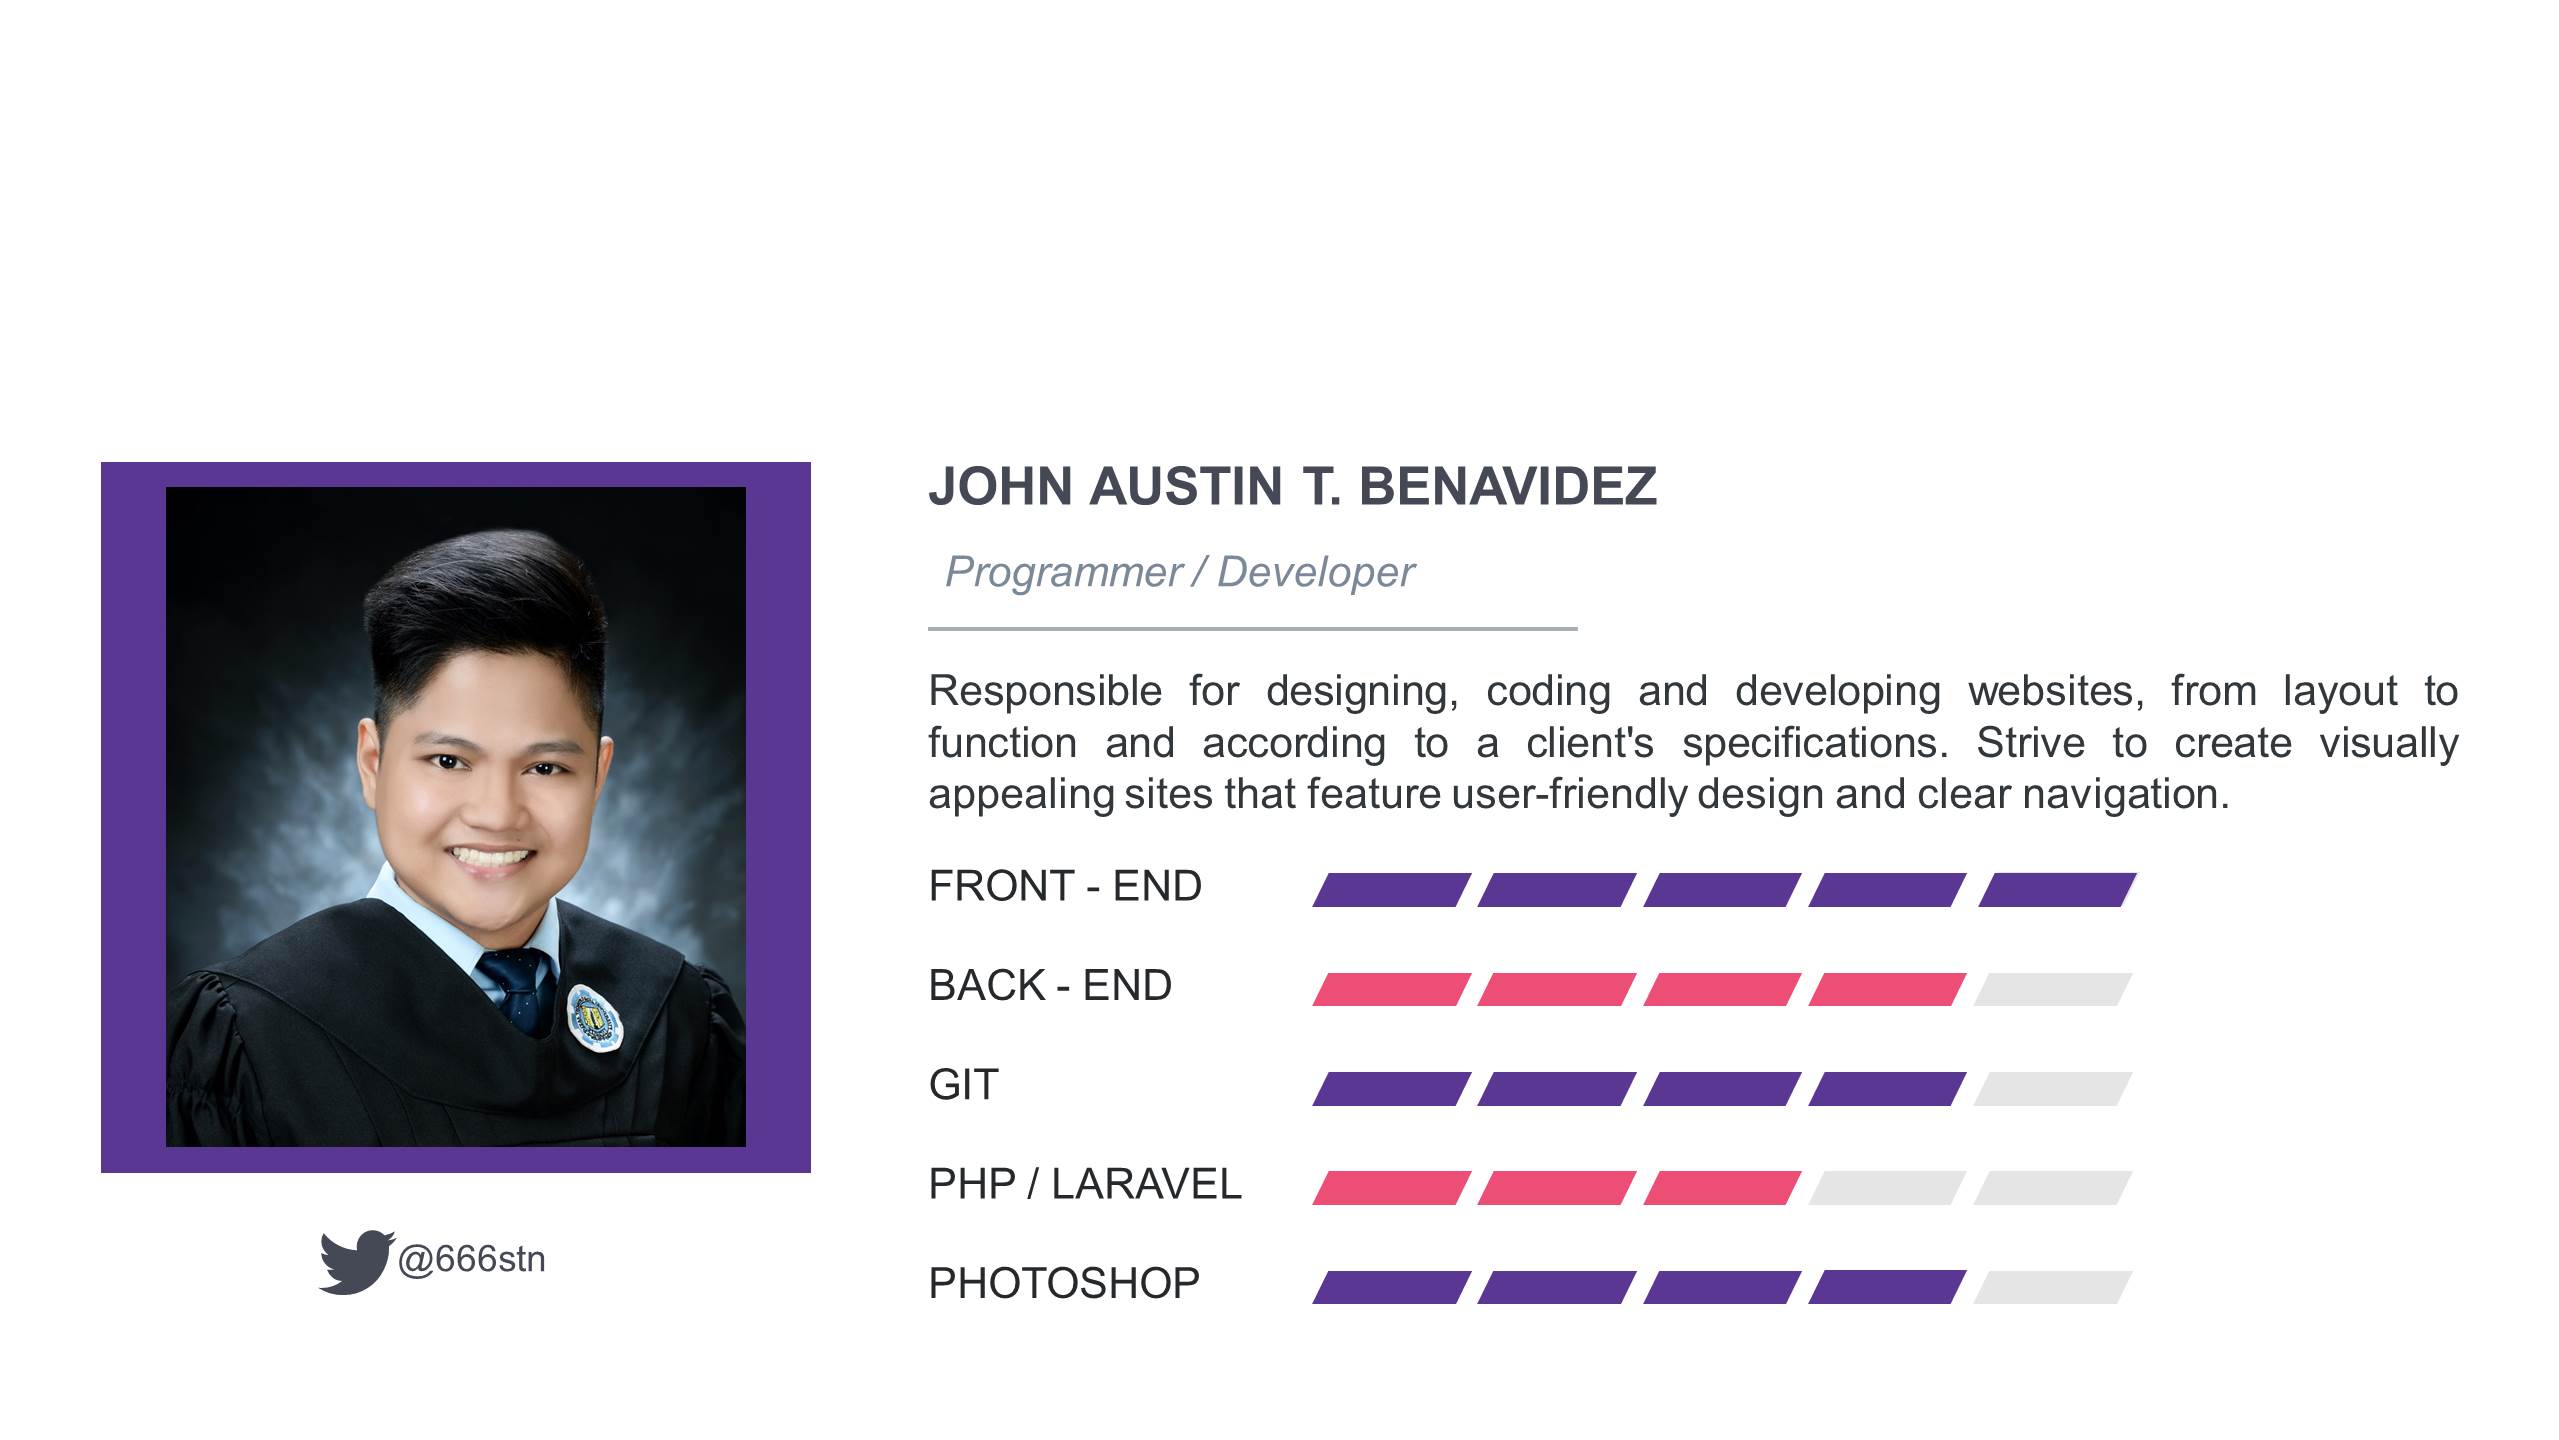 JOHN AUSTIN T. BENAVIDEZ
Programmer / Developer
Responsible for designing, coding and developing websites, from layout to
function and according to a client's specifications. Strive to create visually
appealing sites that feature user-friendly design and clear navigation.
FRONT - END
BACK - END
GIT
PHP / LARAVEL
PHOTOSHOP
@666stn